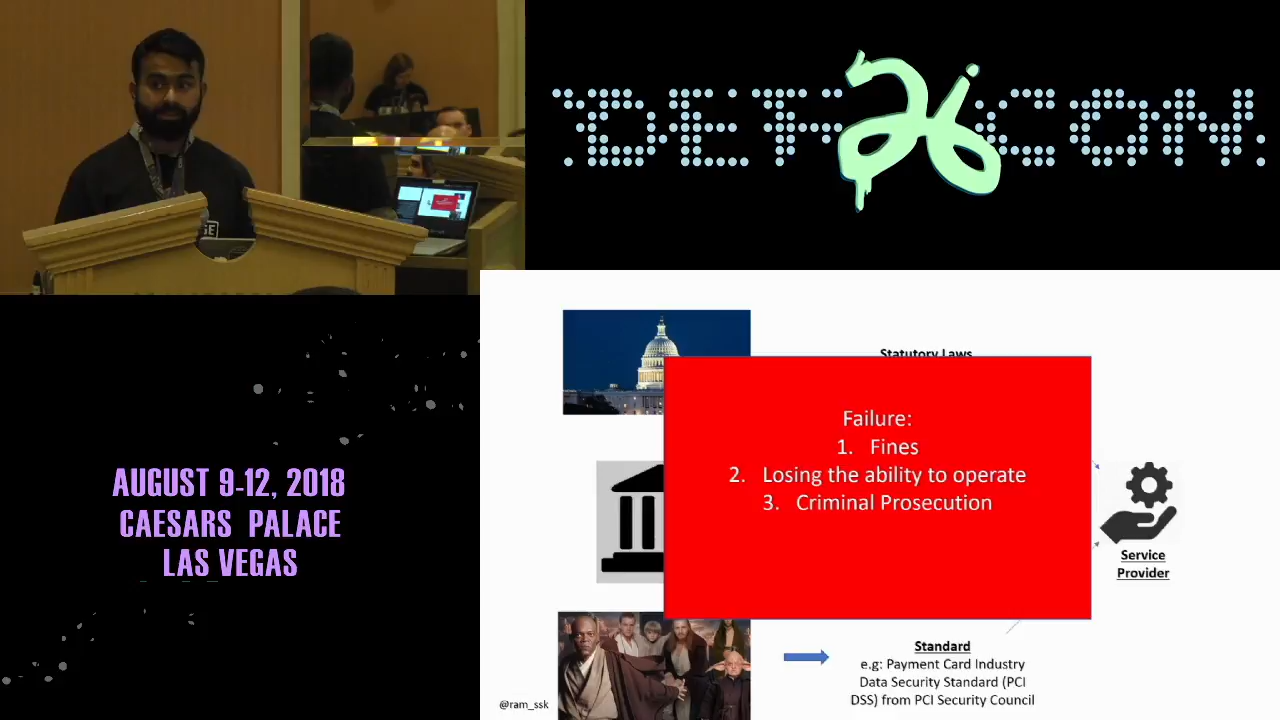 DEF CON
26
AUGUST 9-12, 2018
CAESARS PALACE
LAS VEGAS
Statutory Laws
Failure:
1. Fines
2. Losing the ability to operate
3. Criminal Prosecution
Service
Provider
Standard
e.g: Payment Card Industry
Data Security Standard (PCI
DSS) from PCI Security Council
@ram_ssk